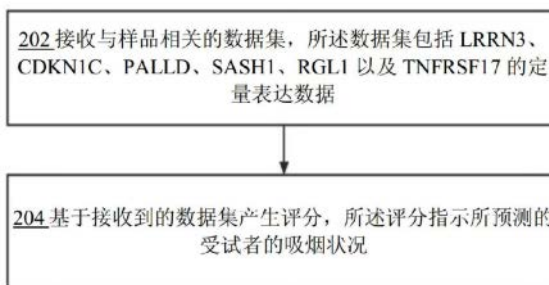 202 接收与样品相关的数据集，所述数据集包括 LRRN3、
CDKN1C、PALLD、SASH1、RGL1 以及 TNFRSF17 的定
量表达数据
204 基于接收到的数据集产生评分，所述评分指示所预测的
受试者的吸烟状况